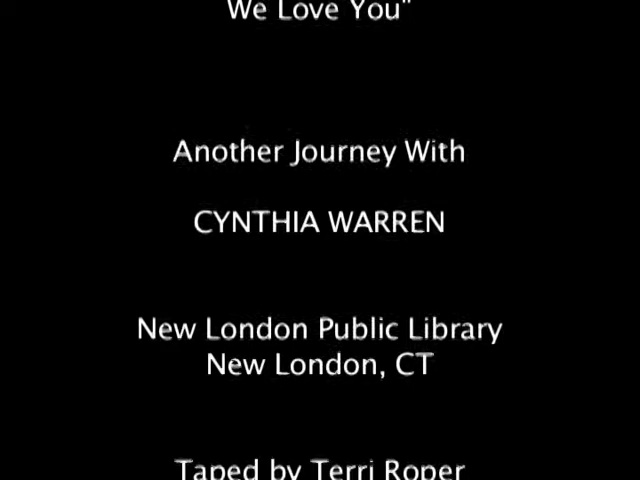 We Love You"
Another Journey With
CYNTHIA WARREN
New London Public Library
New London, CT
Taped by Terri Roper